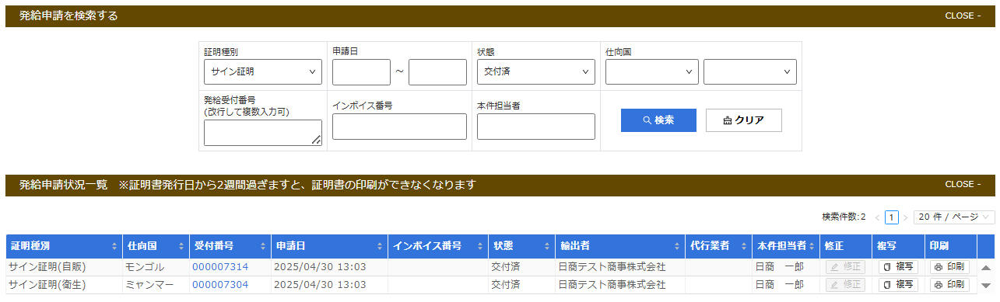 発給申請を検索する CLOSE -
証明種別 申請日 状態 仕向国
サイン証明 ～ 交付済
発給受付番号
(改行して複数入力可) インボイス番号 本件担当者
検索 クリア
発給申請状況一覧　※証明書発行日から2週間過ぎますと、証明書の印刷ができなくなります CLOSE -
検索件数:2 < 1 > 20 件 / ページ
証明種別 仕向国 受付番号 申請日 インボイス番号 状態 輸出者 代行業者 本件担当者 修正 複写 印刷
サイン証明(自販) モンゴル 000007314 2025/04/30 13:03 交付済 日商テスト商事株式会社 日商　一郎 修正 複写 印刷
サイン証明(衛生) ミャンマー 000007304 2025/04/30 13:03 交付済 日商テスト商事株式会社 日商　一郎 修正 複写 印刷